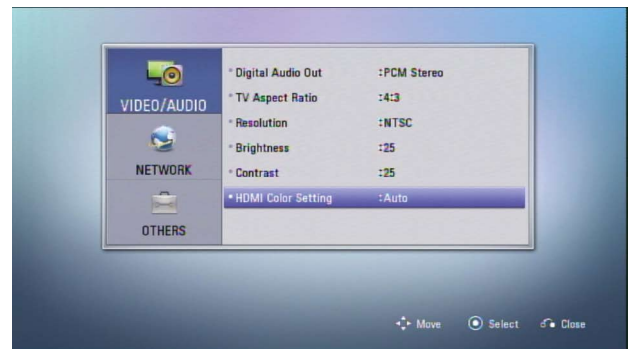 VIDEO/AUDIO
NETWORK
OTHERS
Digital Audio Out :PCM Stereo
TV Aspect Ratio :4:3
Resolution :NTSC
Brightness :25
Contrast :25
HDMI Color Setting :Auto
Move Select Close